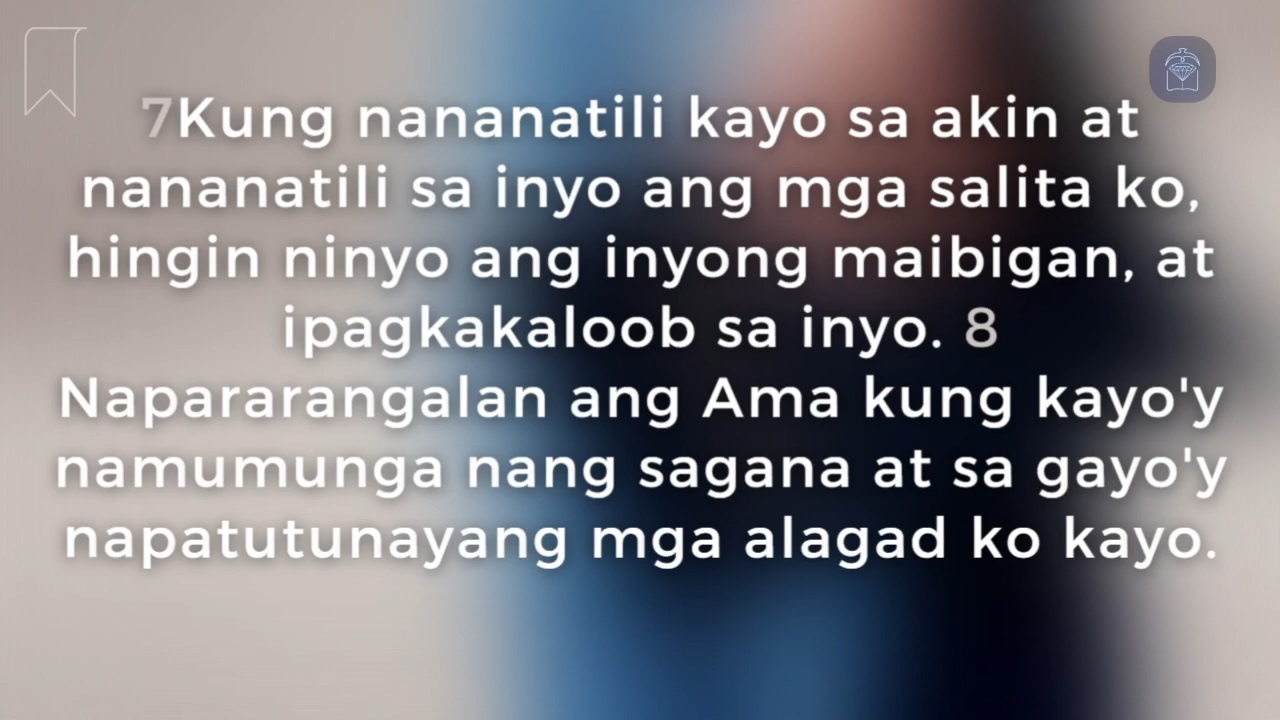 7Kung nananatili kayo sa akin at
nananatili sa inyo ang mga salita ko,
hingin ninyo ang inyong maibigan, at
ipagkakaloob sa inyo. 8
Napararangalan ang Ama kung kayo'y
namumunga nang sagana at sa gayo'y
napatutunayang mga alagad ko kayo.